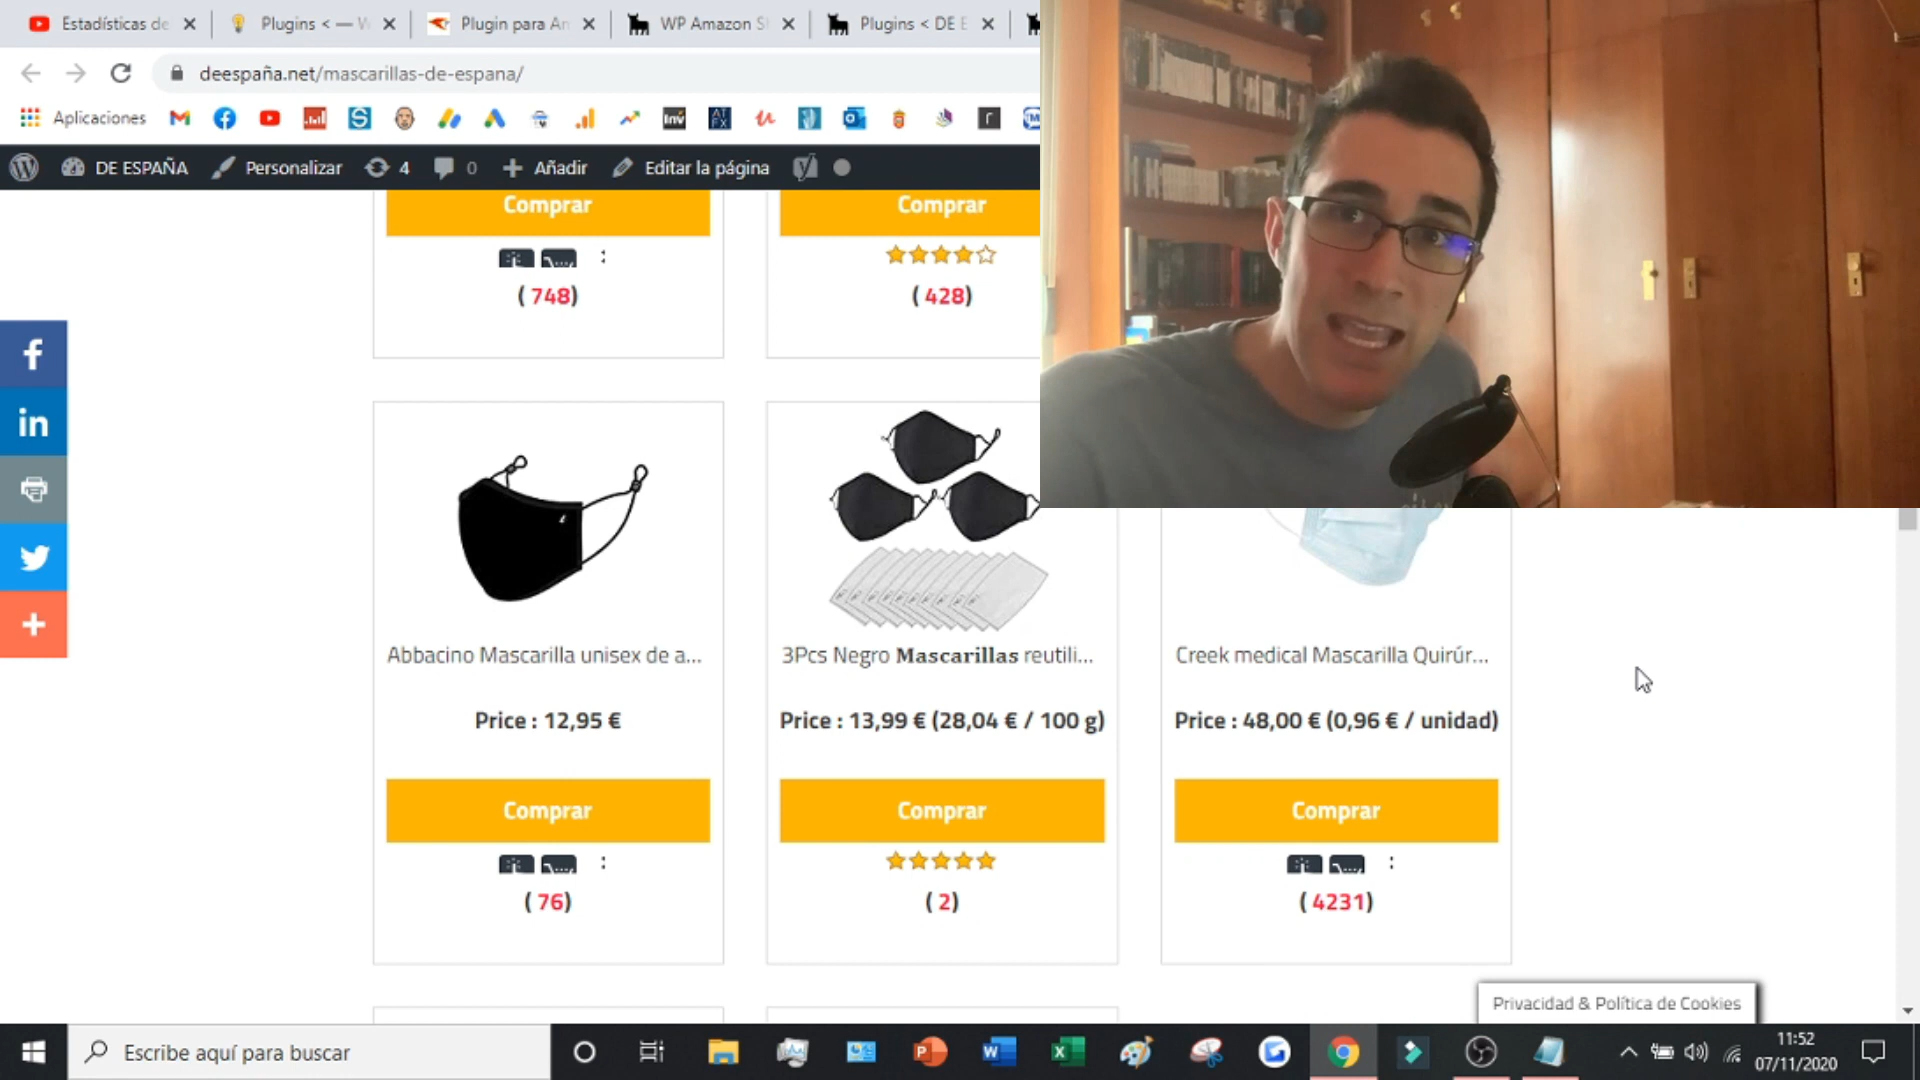 Estadísticas de
Plugins < — W
Plugin para Am
WP Amazon S
Plugins < DE E
deespaña.net/mascarillas-de-espana/
Aplicaciones
DE ESPAÑA
Personalizar
4
0
Añadir
Editar la página
Comprar
Comprar
:
( 748)
( 428)
Abbacino Mascarilla unisex de a...
3Pcs Negro Mascarillas reutili...
Creek medical Mascarilla Quirúr...
Price : 12,95 €
Price : 13,99 € (28,04 € / 100 g)
Price : 48,00 € (0,96 € / unidad)
Comprar
Comprar
Comprar
:
:
( 76)
( 2)
( 4231)
Privacidad & Política de Cookies
Escribe aquí para buscar
11:52
07/11/2020